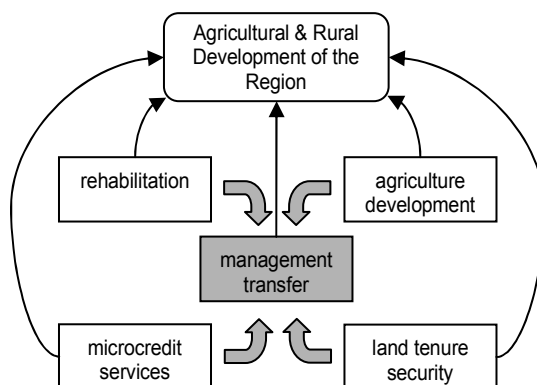 Agricultural & Rural
Development of the
Region
rehabilitation
agriculture
development
management
transfer
microcredit
services
land tenure
security